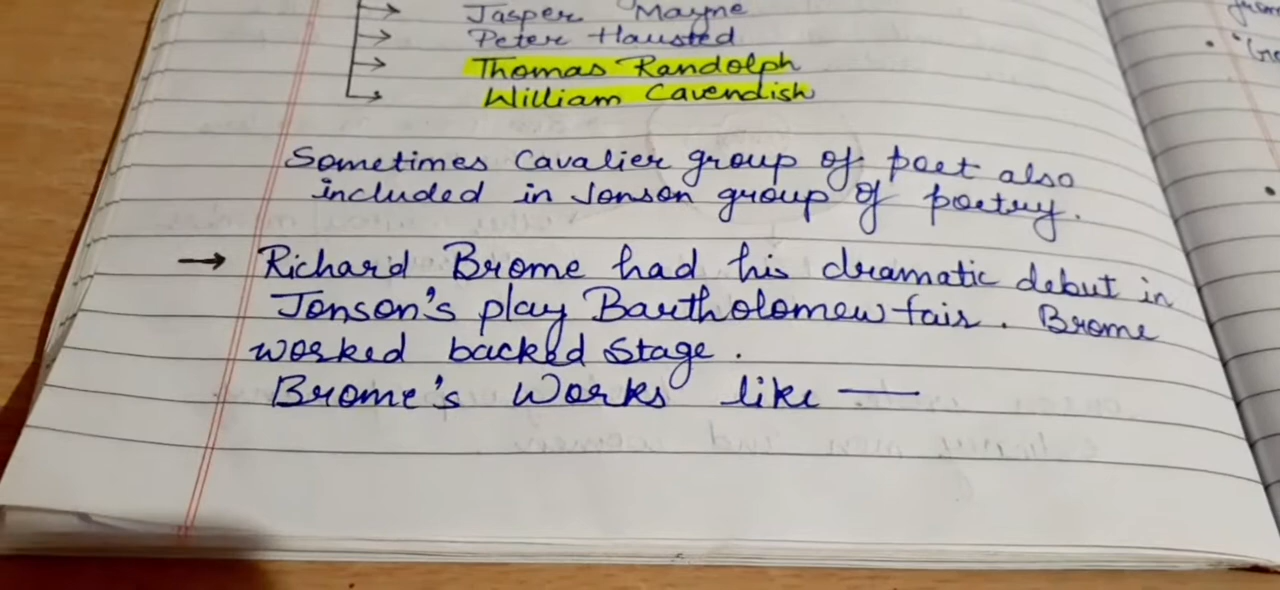 Jasper Mayne
Peter Hausted
Thomas Randolph
William Cavendish
Sometimes Cavalier group of poet also
included in Jonson group of poetry.
→ Richard Brome had his dramatic debut in
Jonson's play Bartholomew fair. Brome
worked backed Stage.
Brome's Works like —